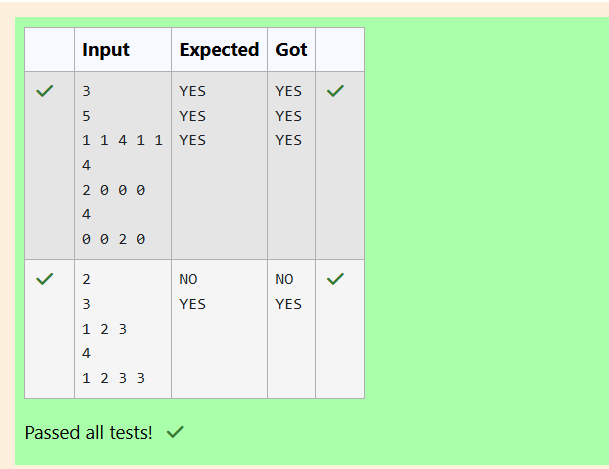 Input Expected Got
3 YES YES
5 YES YES
1 1 4 1 1 YES YES
4
2 0 0 0
4
0 0 2 0
2 NO NO
3 YES YES
1 2 3
4
1 2 3 3
Passed all tests!